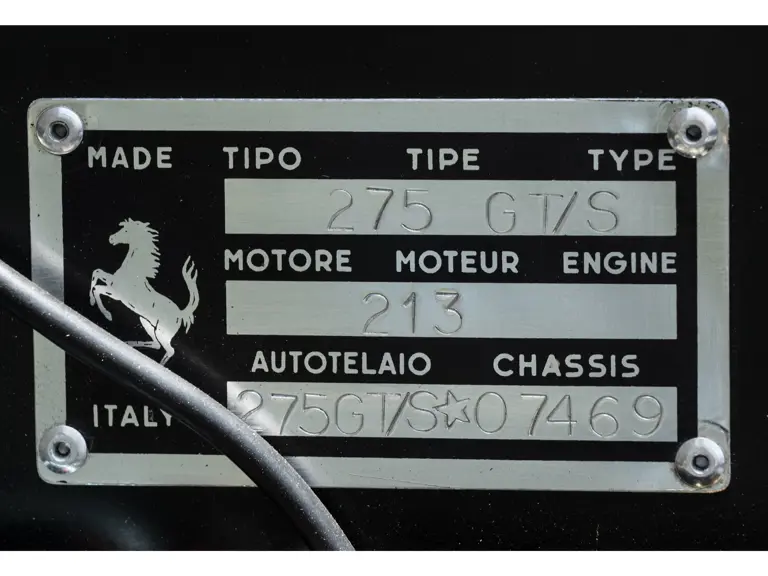 MADE TIPO TIPE TYPE
275 GT/S
MOTORE MOTEUR ENGINE
213
AUTOTELAIO CHASSIS
ITALY 275GT/S☆07469